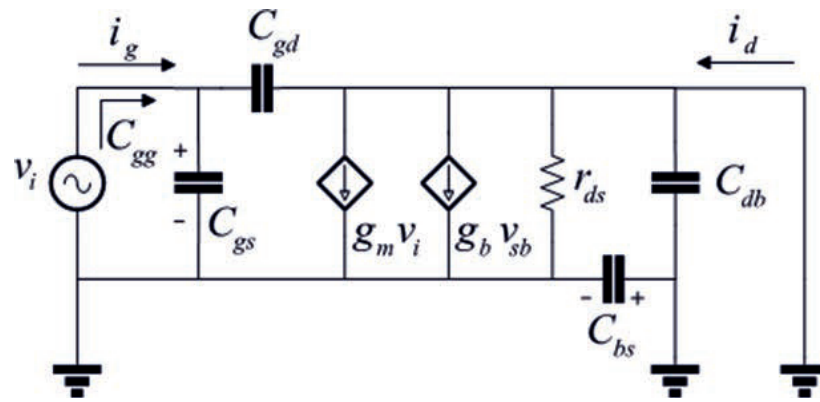 i_g
C_gd
i_d
C_gg
v_i
+
-
C_gs
g_m v_i
g_b v_sb
r_ds
C_db
- +
C_bs